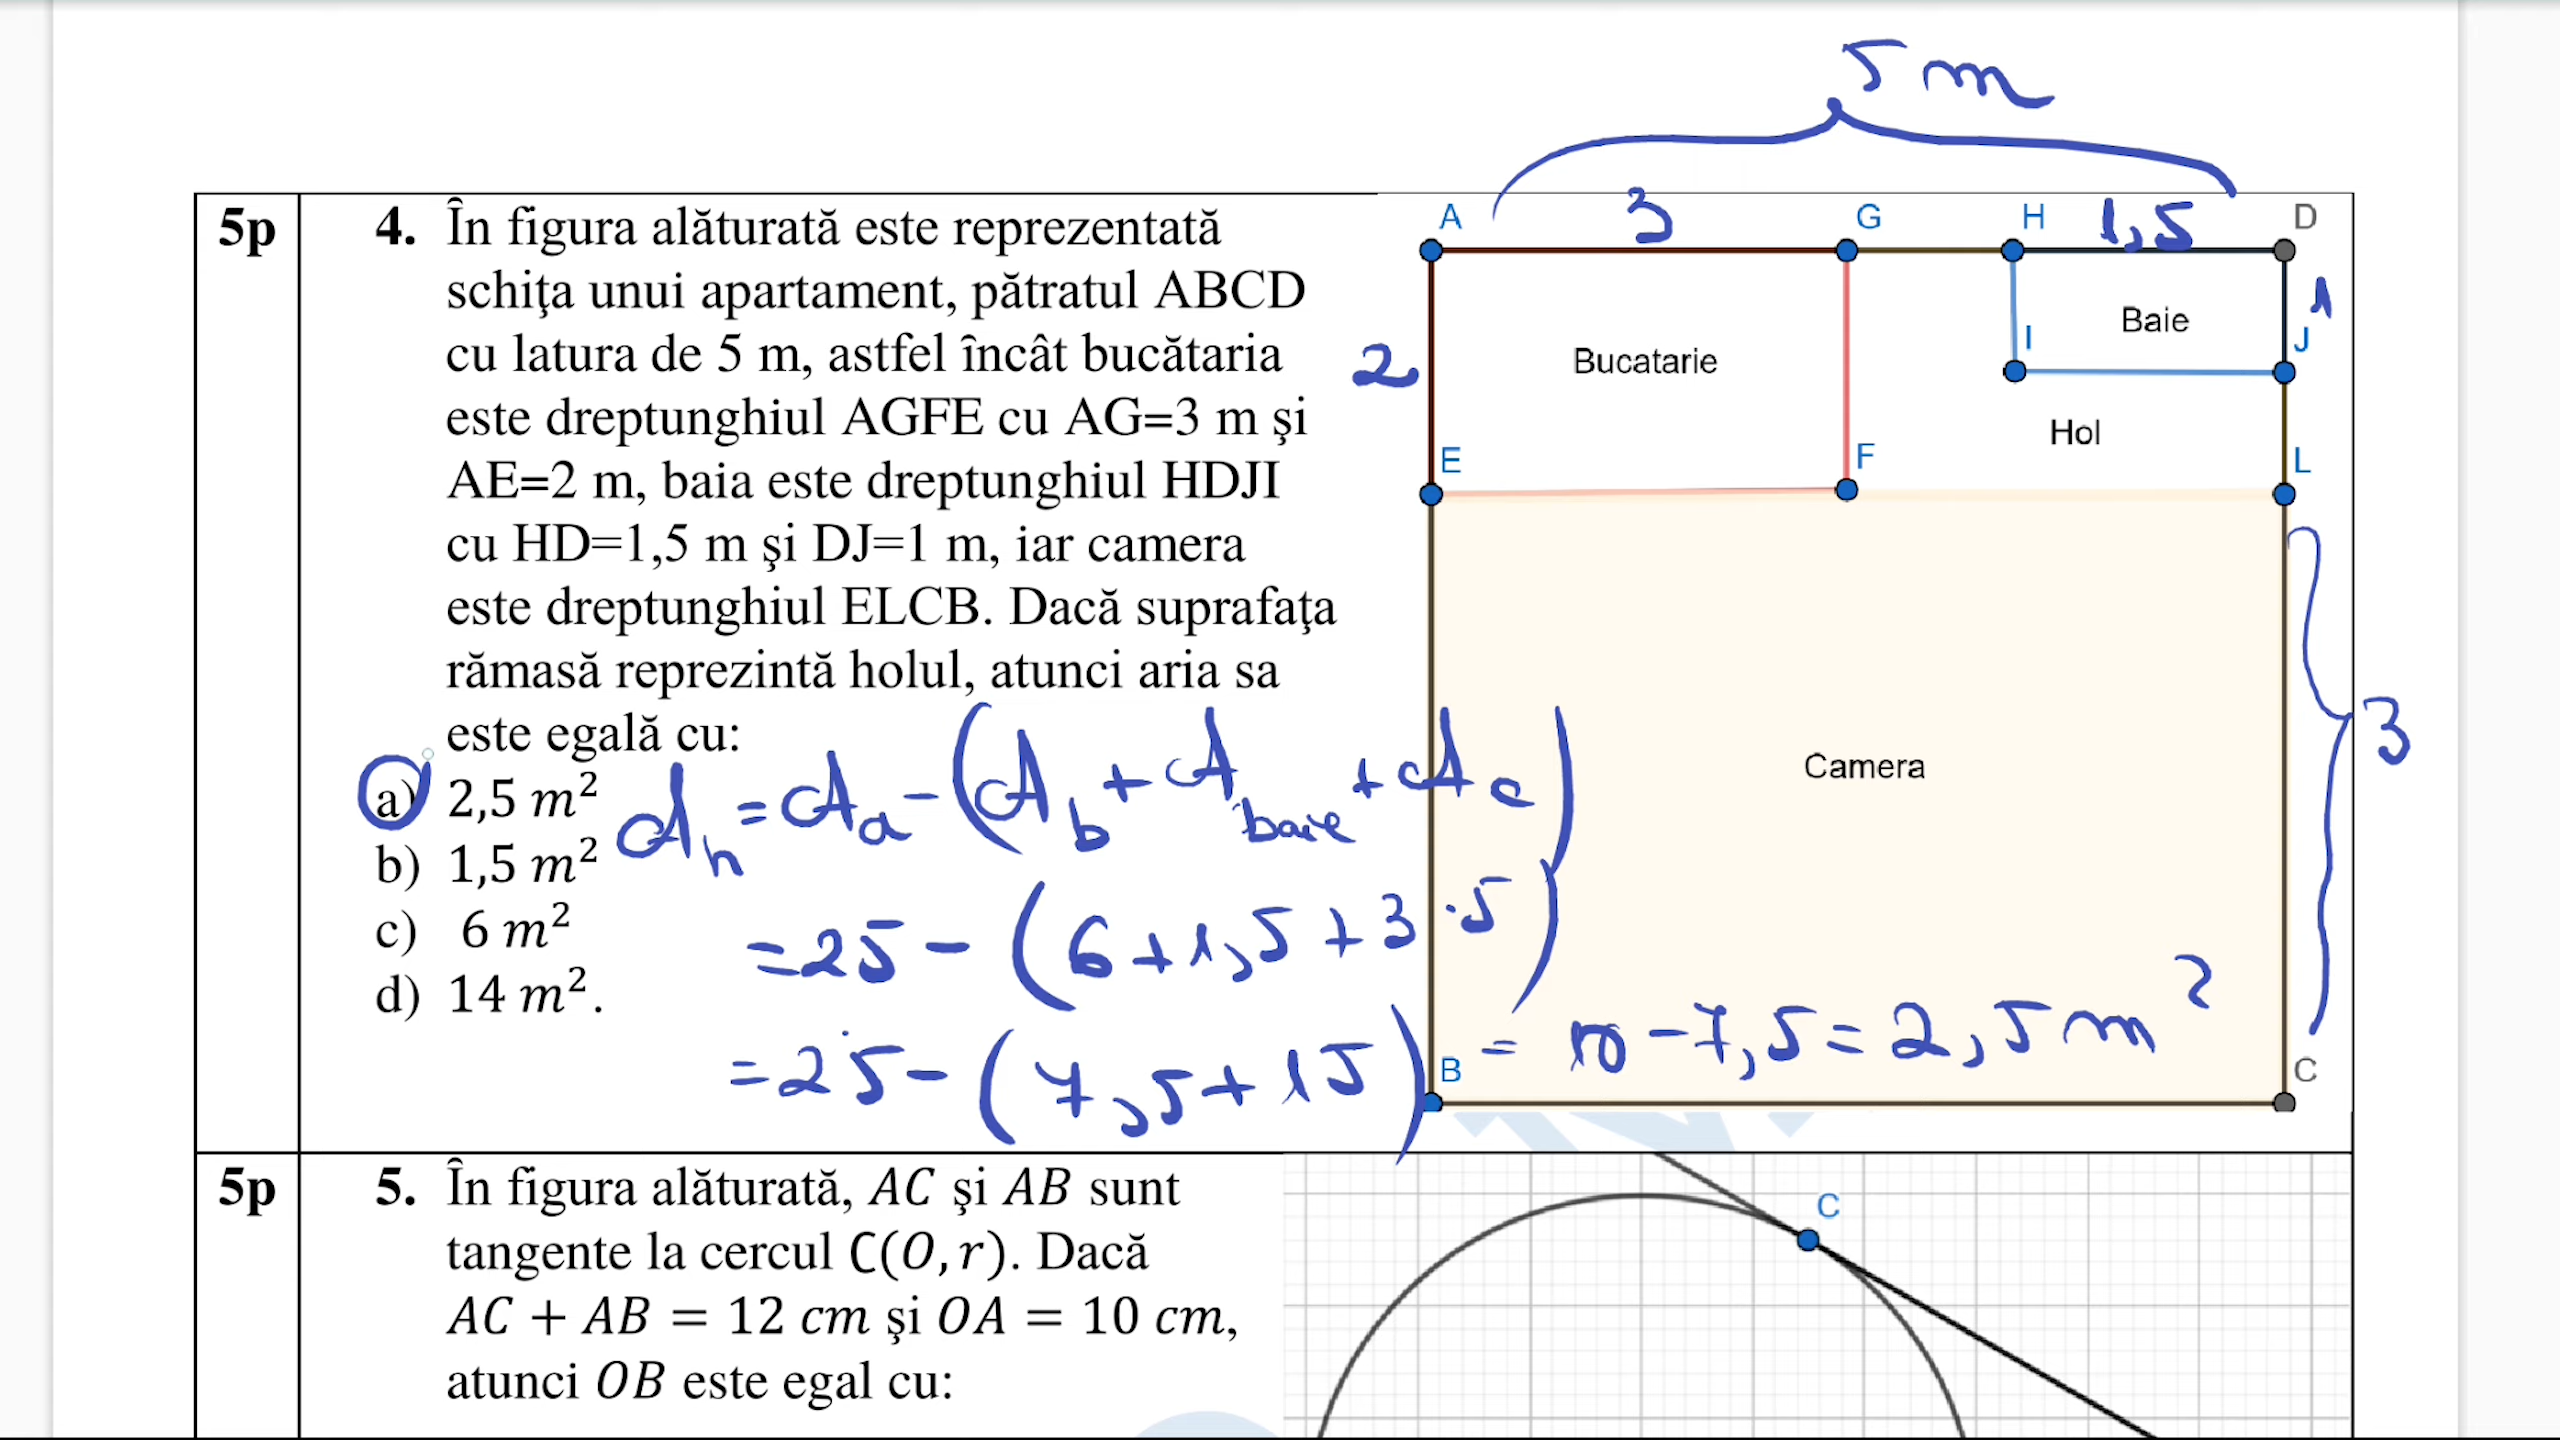 5 m
5p
4. În figura alăturată este reprezentată
schiţa unui apartament, pătratul ABCD
cu latura de 5 m, astfel încât bucătaria
este dreptunghiul AGFE cu AG=3 m şi
AE=2 m, baia este dreptunghiul HDJI
cu HD=1,5 m şi DJ=1 m, iar camera
este dreptunghiul ELCB. Dacă suprafaţa
rămasă reprezintă holul, atunci aria sa
este egală cu:
a) 2,5 m²
b) 1,5 m²
c) 6 m²
d) 14 m².
A 3 G H 1,5 D
1
Baie
I J
2 Bucatarie
Hol
E F L
Camera
3
B C
A_h = A_a - (A_b + A_baie + A_c)
= 25 - (6 + 1,5 + 3 · 5)
= 25 - (7,5 + 15) = 10 - 7,5 = 2,5 m²
5p
5. În figura alăturată, AC şi AB sunt
tangente la cercul C(O, r). Dacă
AC + AB = 12 cm şi OA = 10 cm,
atunci OB este egal cu:
C